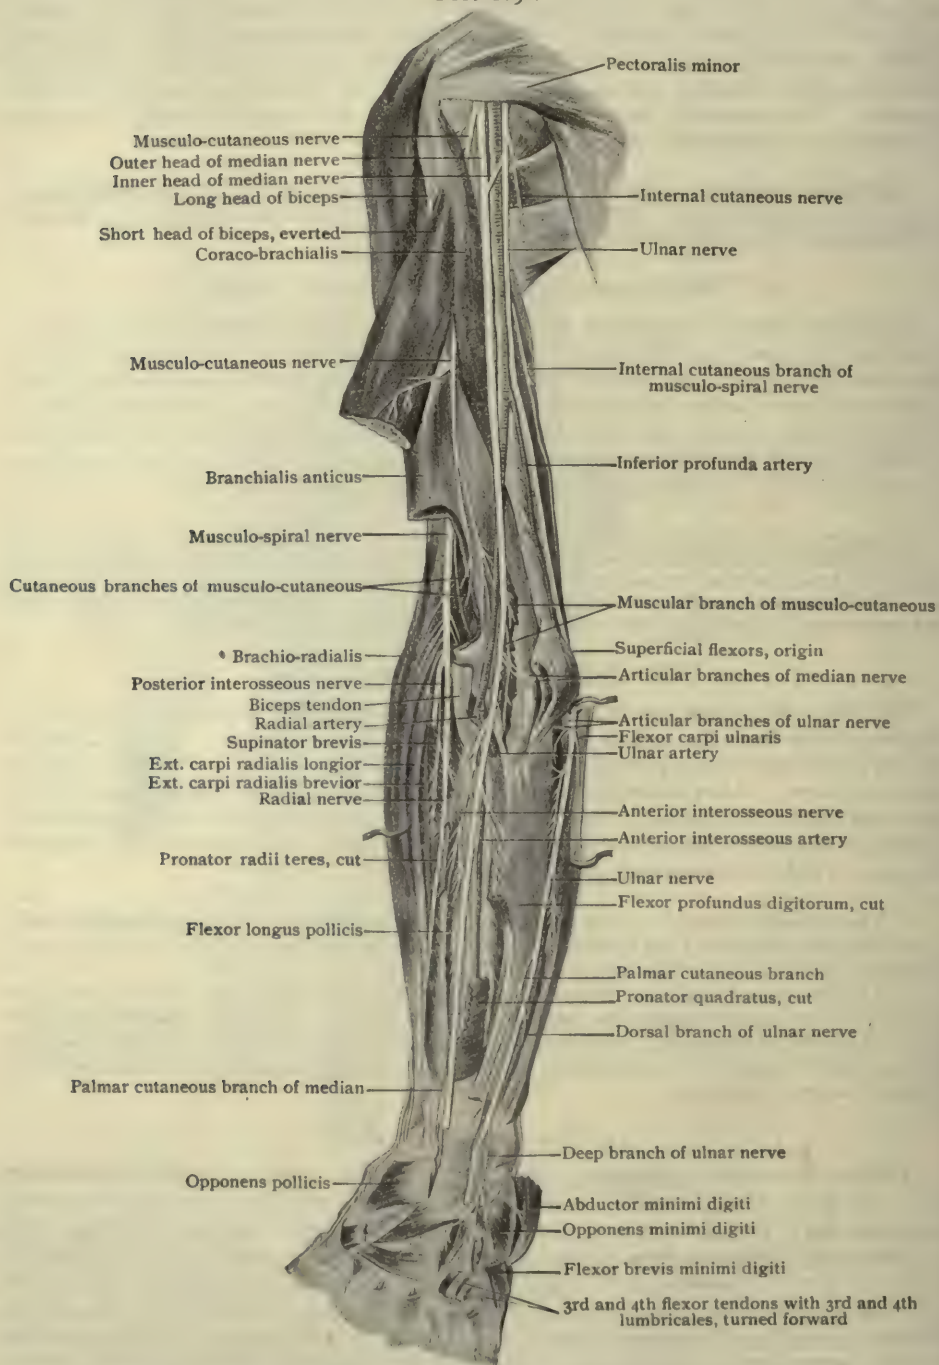 Pectoralis minor
Musculo-cutaneous nerve
Outer head of median nerve
Inner head of median nerve
Long head of biceps
Internal cutaneous nerve
Short head of biceps, everted
Coraco-brachialis
Ulnar nerve
Musculo-cutaneous nerve
Internal cutaneous branch of
musculo-spiral nerve
Inferior profunda artery
Branchialis anticus
Musculo-spiral nerve
Cutaneous branches of musculo-cutaneous
Muscular branch of musculo-cutaneous
Brachio-radialis
Superficial flexors, origin
Posterior interosseous nerve
Articular branches of median nerve
Biceps tendon
Radial artery
Articular branches of ulnar nerve
Supinator brevis
Flexor carpi ulnaris
Ulnar artery
Ext. carpi radialis longior
Ext. carpi radialis brevior
Radial nerve
Anterior interosseous nerve
Anterior interosseous artery
Pronator radii teres, cut
Ulnar nerve
Flexor profundus digitorum, cut
Flexor longus pollicis
Palmar cutaneous branch
Pronator quadratus, cut
Dorsal branch of ulnar nerve
Palmar cutaneous branch of median
Deep branch of ulnar nerve
Opponens pollicis
Abductor minimi digiti
Opponens minimi digiti
Flexor brevis minimi digiti
3rd and 4th flexor tendons with 3rd and 4th
lumbricales, turned forward